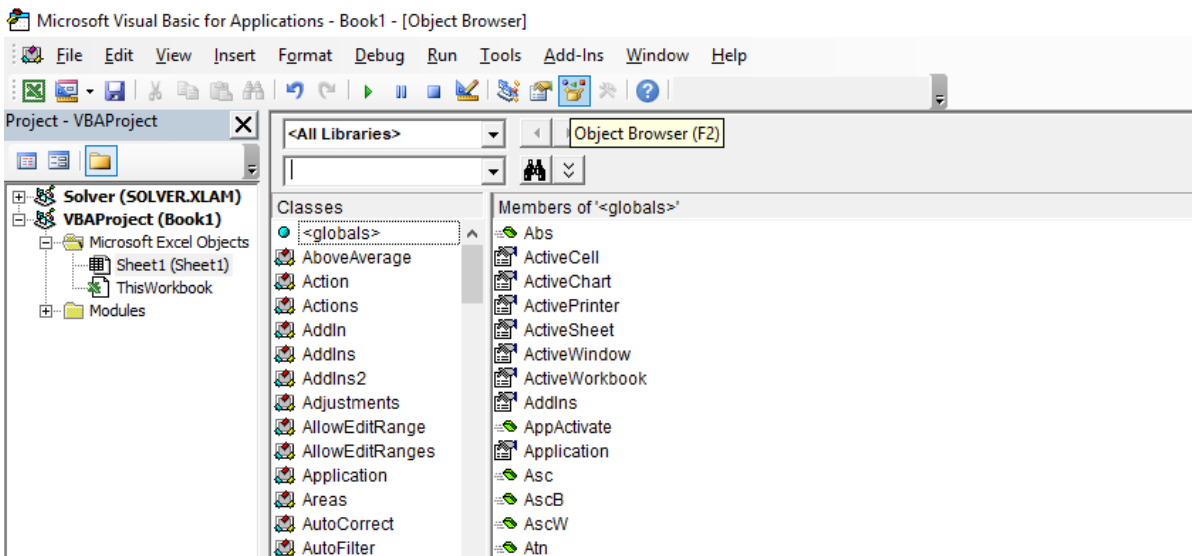 Microsoft Visual Basic for Applications - Book1 - [Object Browser]
File Edit View Insert Format Debug Run Tools Add-Ins Window Help
Project - VBAProject
Solver (SOLVER.XLAM)
VBAProject (Book1)
Microsoft Excel Objects
Sheet1 (Sheet1)
ThisWorkbook
Modules
<All Libraries>
Object Browser (F2)
Classes
<globals>
AboveAverage
Action
Actions
AddIn
AddIns
AddIns2
Adjustments
AllowEditRange
AllowEditRanges
Application
Areas
AutoCorrect
AutoFilter
Members of '<globals>'
Abs
ActiveCell
ActiveChart
ActivePrinter
ActiveSheet
ActiveWindow
ActiveWorkbook
AddIns
AppActivate
Application
Asc
AscB
AscW
Atn